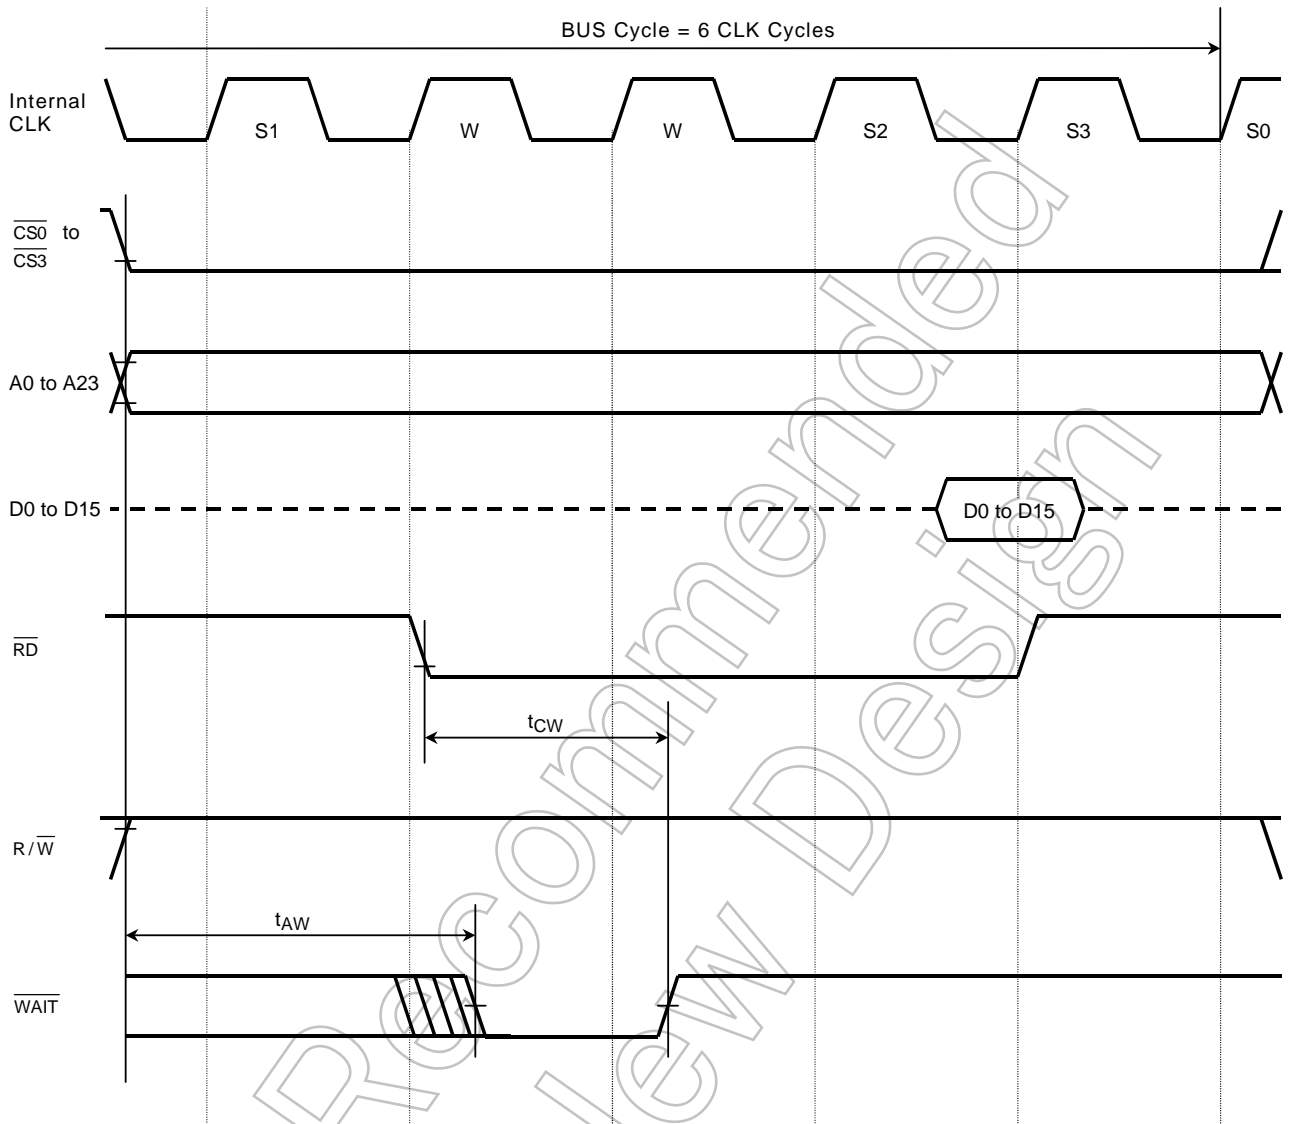 BUS Cycle = 6 CLK Cycles
Internal
CLK
S1 W W S2 S3 S0
CS0 to
CS3
A0 to A23
D0 to D15
D0 to D15
RD
tCW
R/W
tAW
WAIT
Recommended
ew Design